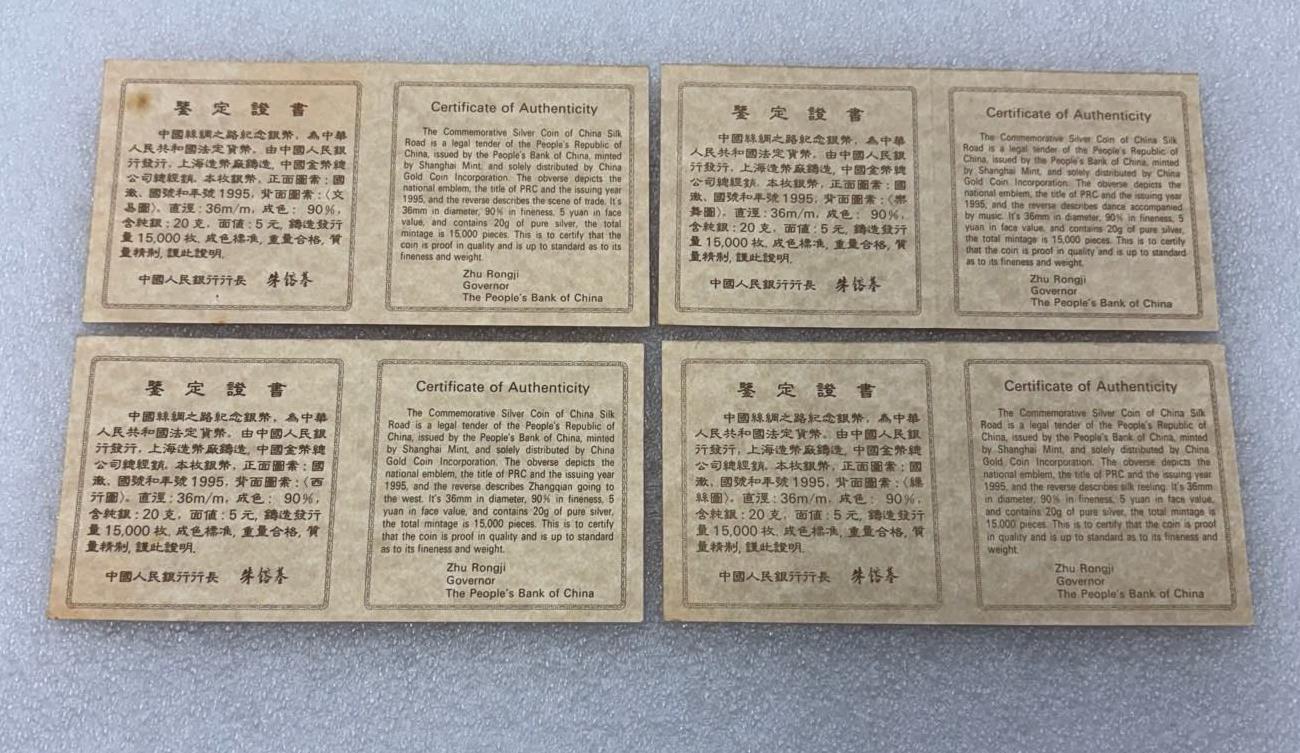 鑒定證書
中國絲綢之路紀念銀幣，為中華
人民共和國法定貨幣。由中國人民銀
行發行，上海造幣廠鑄造，中國金幣總
公司總經銷。本枚銀幣，正面圖案：國
徽、國號和年號1995，背面圖案：〈文
易圖〉。直徑：36m/m，成色：90%，
含純銀：20克，面值：5元，鑄造發行
量15,000枚。成色標准，重量合格，質
量精制，謹此證明。
中國人民銀行行長 朱鎔基
Certificate of Authenticity
The Commemorative Silver Coin of China Silk
Road is a legal tender of the People's Republic of
China, issued by the People's Bank of China, minted
by Shanghai Mint, and solely distributed by China
Gold Coin Incorporation. The obverse depicts the
national emblem, the title of PRC and the issuing year
1995, and the reverse describes the scene of trade. It's
36mm in diameter, 90% in fineness, 5 yuan in face
value, and contains 20g of pure silver, the total
mintage is 15,000 pieces. This is to certify that the
coin is proof in quality and is up to standard as to its
fineness and weight.
Zhu Rongji
Governor
The People's Bank of China
鑒定證書
中國絲綢之路紀念銀幣，為中華
人民共和國法定貨幣。由中國人民銀
行發行，上海造幣廠鑄造，中國金幣總
公司總經銷。本枚銀幣，正面圖案：國
徽、國號和年號1995，背面圖案：〈樂
舞圖〉。直徑：36m/m，成色：90%，
含純銀：20克，面值：5元，鑄造發行
量15,000枚。成色標准，重量合格，質
量精制，謹此證明。
中國人民銀行行長 朱鎔基
Certificate of Authenticity
The Commemorative Silver Coin of China Silk
Road is a legal tender of the People's Republic of
China, issued by the People's Bank of China, minted
by Shanghai Mint, and solely distributed by China
Gold Coin Incorporation. The obverse depicts the
national emblem, the title of PRC and the issuing year
1995, and the reverse describes dance accompanied
by music. It's 36mm in diameter, 90% in fineness, 5
yuan in face value, and contains 20g of pure silver,
the total mintage is 15,000 pieces. This is to certify
that the coin is proof in quality and is up to standard
as to its fineness and weight.
Zhu Rongji
Governor
The People's Bank of China
鑒定證書
中國絲綢之路紀念銀幣，為中華
人民共和國法定貨幣。由中國人民銀
行發行，上海造幣廠鑄造，中國金幣總
公司總經銷。本枚銀幣，正面圖案：國
徽、國號和年號1995，背面圖案：〈西
行圖〉。直徑：36m/m，成色：90%，
含純銀：20克，面值：5元，鑄造發行
量15,000枚。成色標准，重量合格，質
量精制，謹此證明。
中國人民銀行行長 朱鎔基
Certificate of Authenticity
The Commemorative Silver Coin of China Silk
Road is a legal tender of the People's Republic of
China, issued by the People's Bank of China, minted
by Shanghai Mint, and solely distributed by China
Gold Coin Incorporation. The obverse depicts the
national emblem, the title of PRC and the issuing year
1995, and the reverse describes Zhangqian going to
the west. It's 36mm in diameter, 90% in fineness, 5
yuan in face value, and contains 20g of pure silver,
the total mintage is 15,000 pieces. This is to certify
that the coin is proof in quality and is up to standard
as to its fineness and weight.
Zhu Rongji
Governor
The People's Bank of China
鑒定證書
中國絲綢之路紀念銀幣，為中華
人民共和國法定貨幣。由中國人民銀
行發行，上海造幣廠鑄造，中國金幣總
公司總經銷。本枚銀幣，正面圖案：國
徽、國號和年號1995，背面圖案：〈繅
絲圖〉。直徑：36m/m，成色：90%，
含純銀：20克，面值：5元，鑄造發行
量15,000枚。成色標准，重量合格，質
量精制，謹此證明。
中國人民銀行行長 朱鎔基
Certificate of Authenticity
The Commemorative Silver Coin of China Silk
Road is a legal tender of the People's Republic of
China, issued by the People's Bank of China, minted
by Shanghai Mint, and solely distributed by China
Gold Coin Incorporation. The obverse depicts the
national emblem, the title of PRC and the issuing year
1995, and the reverse describes silk reeling. It's 36mm
in diameter, 90% in fineness, 5 yuan in face value,
and contains 20g of pure silver, the total mintage is
15,000 pieces. This is to certify that the coin is proof
in quality and is up to standard as to its fineness and
weight.
Zhu Rongji
Governor
The People's Bank of China